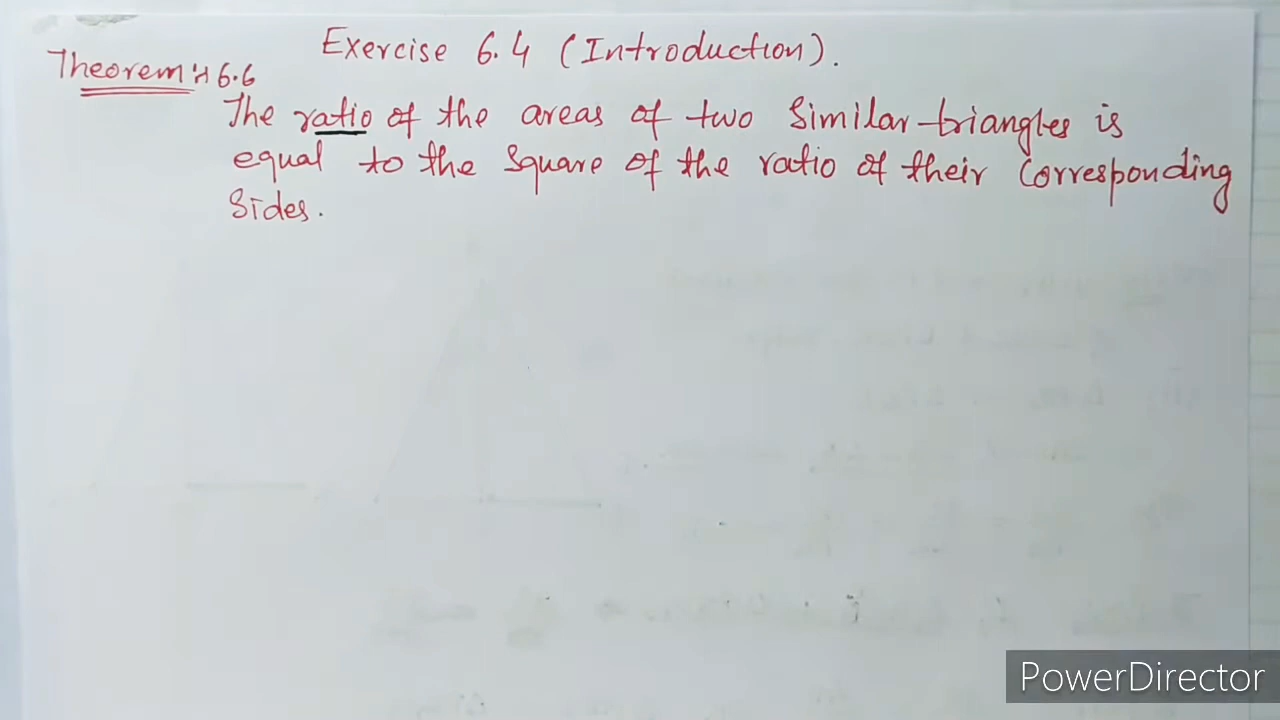 Exercise 6.4 (Introduction).
Theorem:- 6.6
The ratio of the areas of two Similar triangles is
equal to the square of the ratio of their Corresponding
Sides.
PowerDirector